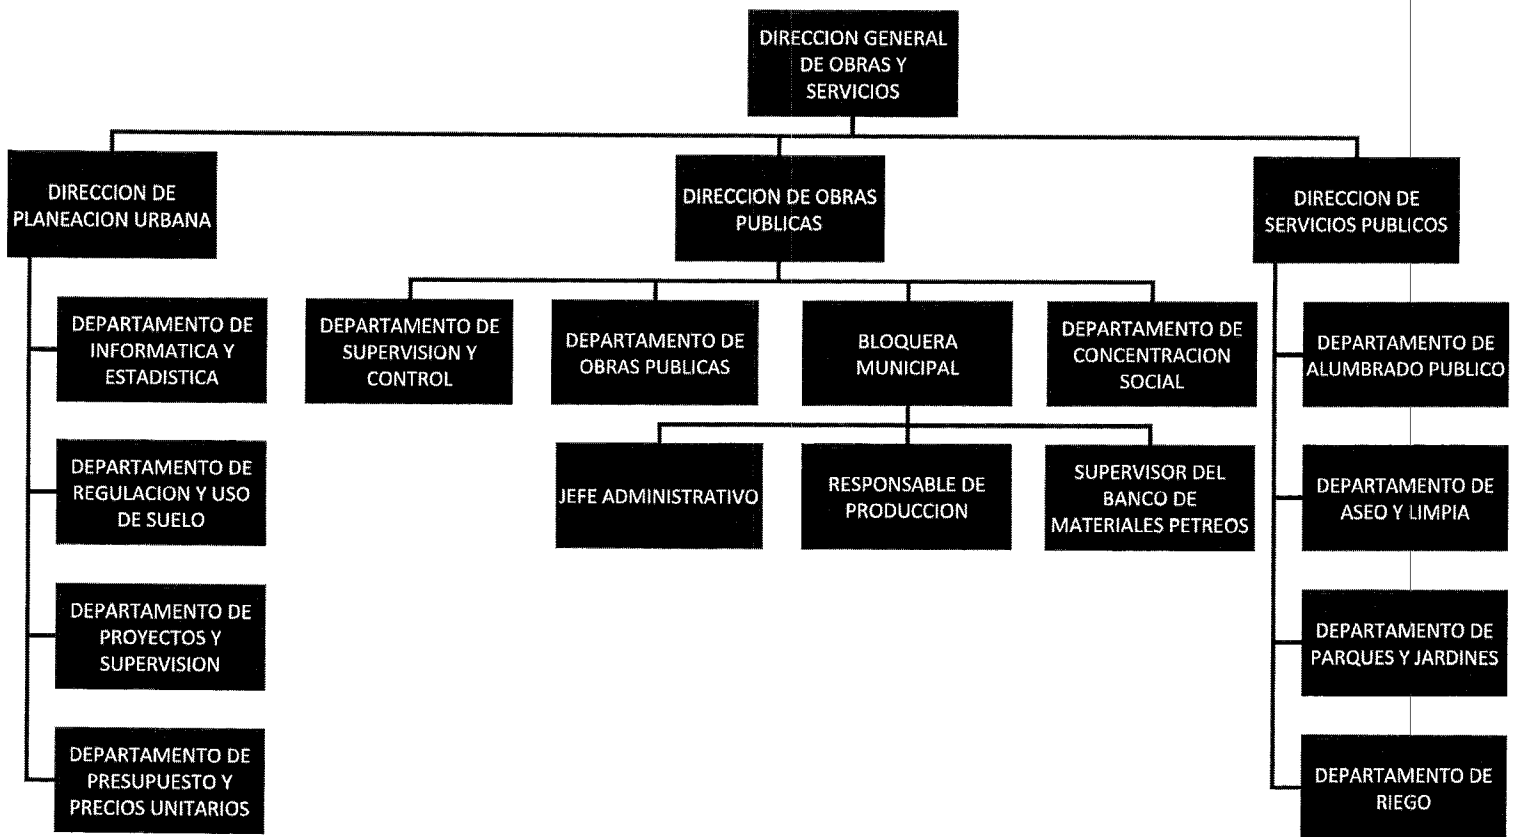 DIRECCION GENERAL
DE OBRAS Y
SERVICIOS
DIRECCION DE
PLANEACION URBANA
DIRECCION DE OBRAS
PUBLICAS
DIRECCION DE
SERVICIOS PUBLICOS
DEPARTAMENTO DE
INFORMATICA Y
ESTADISTICA
DEPARTAMENTO DE
SUPERVISION Y
CONTROL
DEPARTAMENTO DE
OBRAS PUBLICAS
BLOQUERA
MUNICIPAL
DEPARTAMENTO DE
CONCENTRACION
SOCIAL
DEPARTAMENTO DE
ALUMBRADO PUBLICO
DEPARTAMENTO DE
REGULACION Y USO
DE SUELO
JEFE ADMINISTRATIVO
RESPONSABLE DE
PRODUCCION
SUPERVISOR DEL
BANCO DE
MATERIALES PETREOS
DEPARTAMENTO DE
ASEO Y LIMPIA
DEPARTAMENTO DE
PROYECTOS Y
SUPERVISION
DEPARTAMENTO DE
PARQUES Y JARDINES
DEPARTAMENTO DE
PRESUPUESTO Y
PRECIOS UNITARIOS
DEPARTAMENTO DE
RIEGO